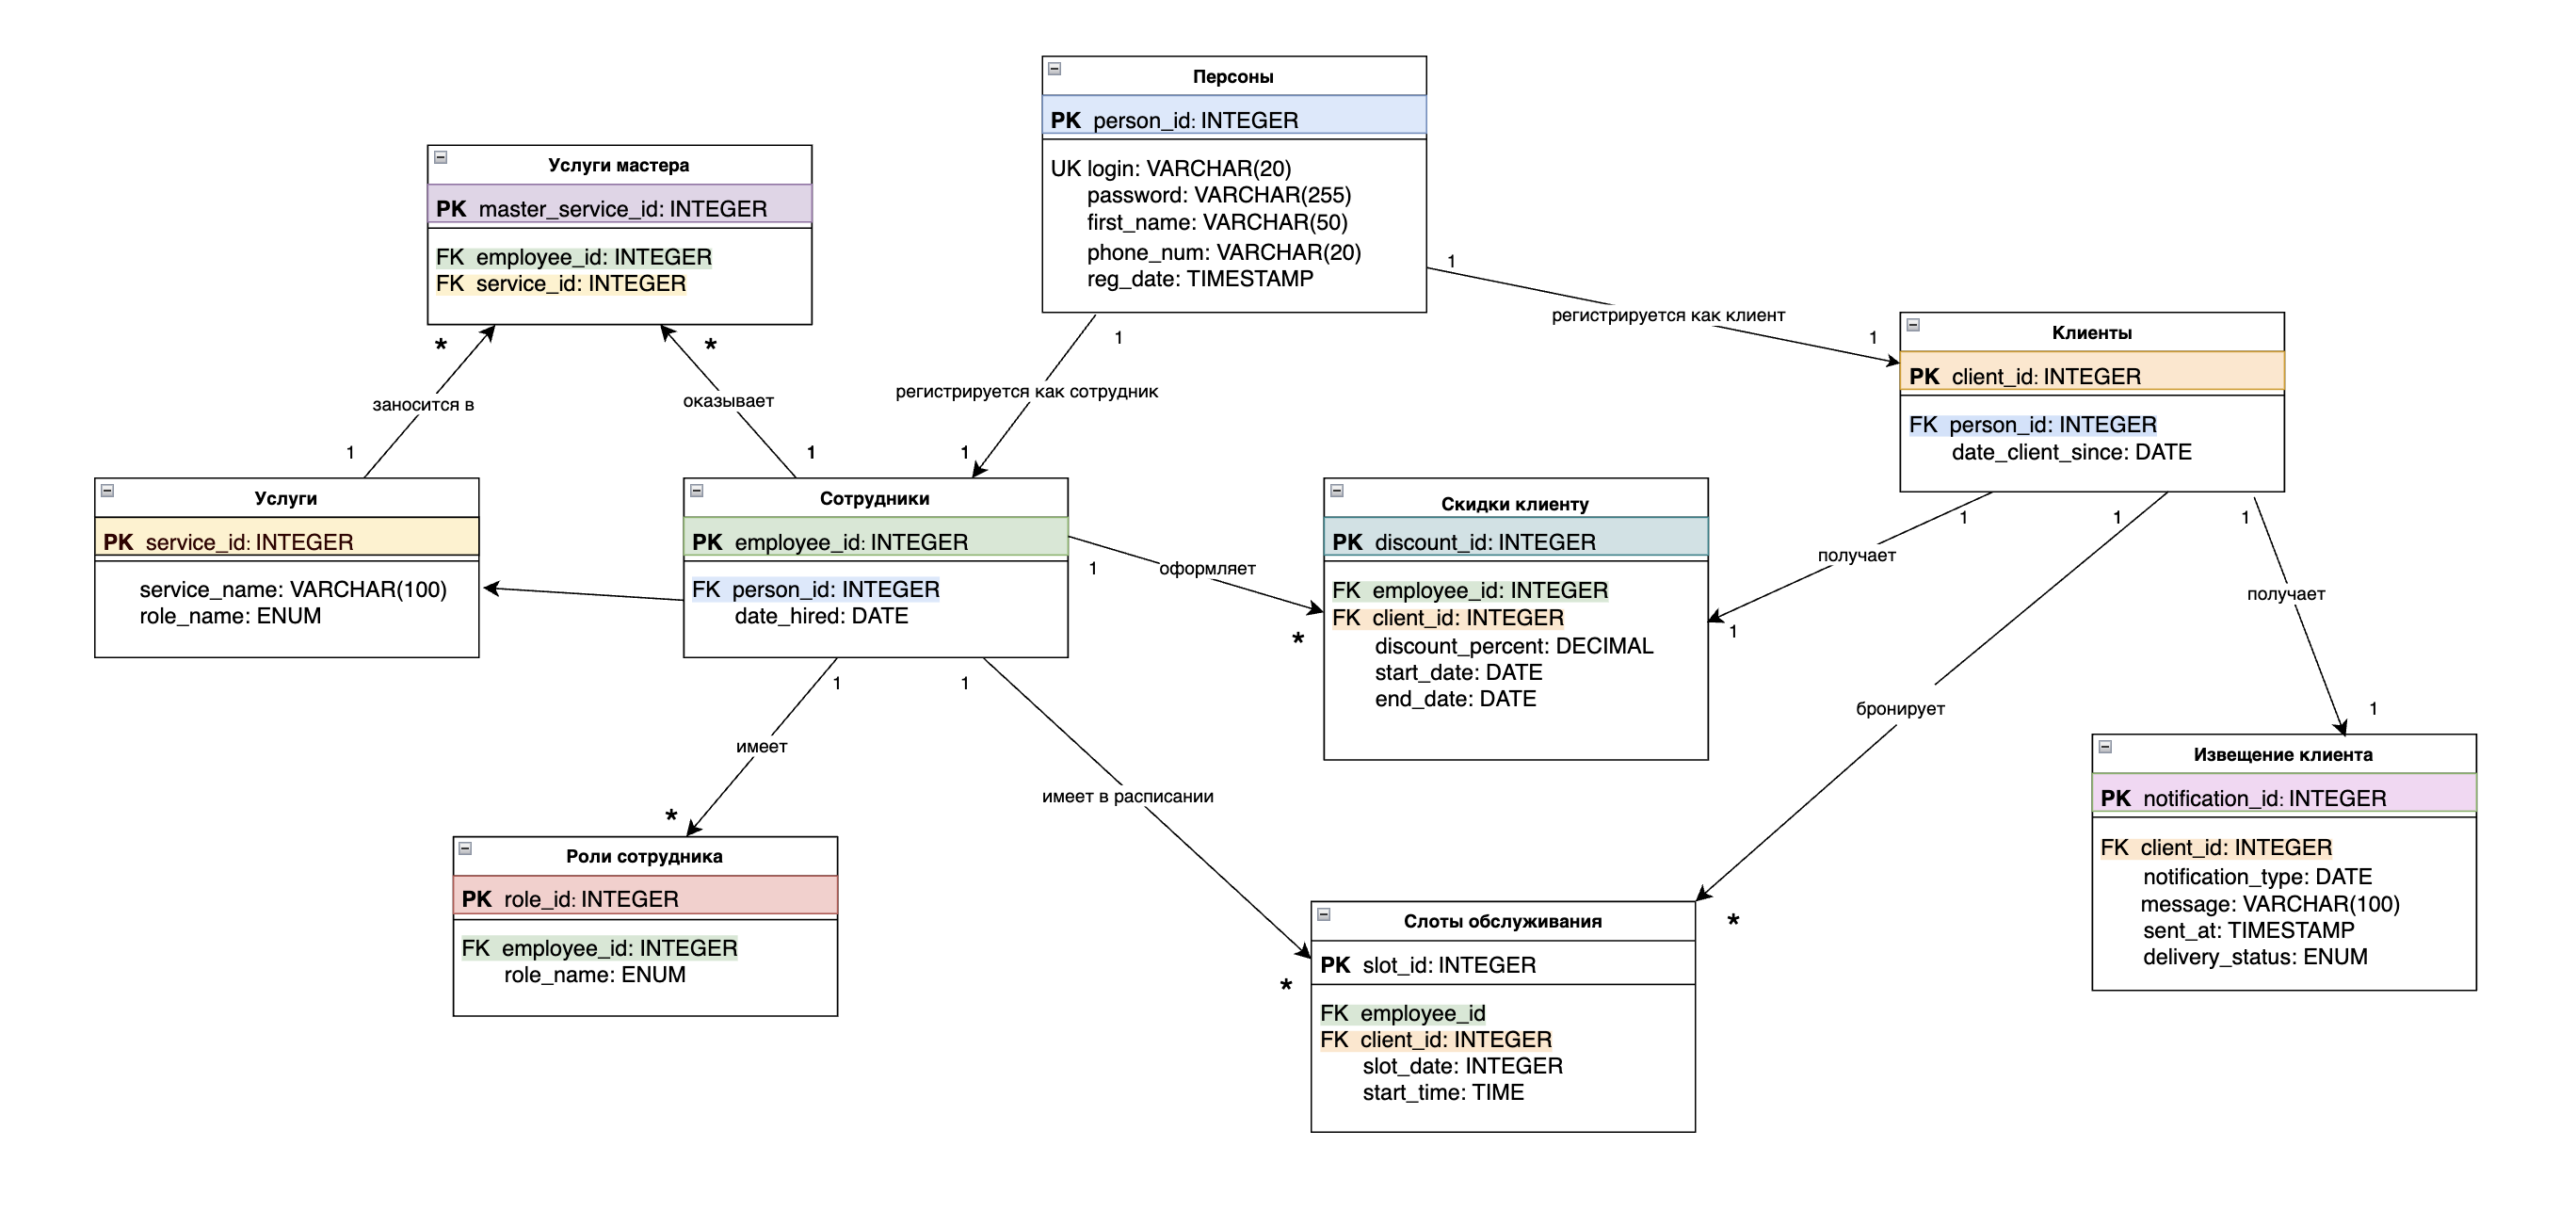 Персоны
PK person_id: INTEGER
UK login: VARCHAR(20)
password: VARCHAR(255)
first_name: VARCHAR(50)
phone_num: VARCHAR(20)
reg_date: TIMESTAMP
Услуги мастера
PK master_service_id: INTEGER
FK employee_id: INTEGER
FK service_id: INTEGER
*
*
заносится в
оказывает
1
1
1
регистрируется как сотрудник
1
1
регистрируется как клиент
1
Клиенты
PK client_id: INTEGER
FK person_id: INTEGER
date_client_since: DATE
Услуги
PK service_id: INTEGER
service_name: VARCHAR(100)
role_name: ENUM
Сотрудники
PK employee_id: INTEGER
FK person_id: INTEGER
date_hired: DATE
1
оформляет
*
Скидки клиенту
PK discount_id: INTEGER
FK employee_id: INTEGER
FK client_id: INTEGER
discount_percent: DECIMAL
start_date: DATE
end_date: DATE
1
получает
1
1
бронирует
*
1
получает
1
Извещение клиента
PK notification_id: INTEGER
FK client_id: INTEGER
notification_type: DATE
message: VARCHAR(100)
sent_at: TIMESTAMP
delivery_status: ENUM
1
имеет
*
1
имеет в расписании
*
Роли сотрудника
PK role_id: INTEGER
FK employee_id: INTEGER
role_name: ENUM
Слоты обслуживания
PK slot_id: INTEGER
FK employee_id
FK client_id: INTEGER
slot_date: INTEGER
start_time: TIME